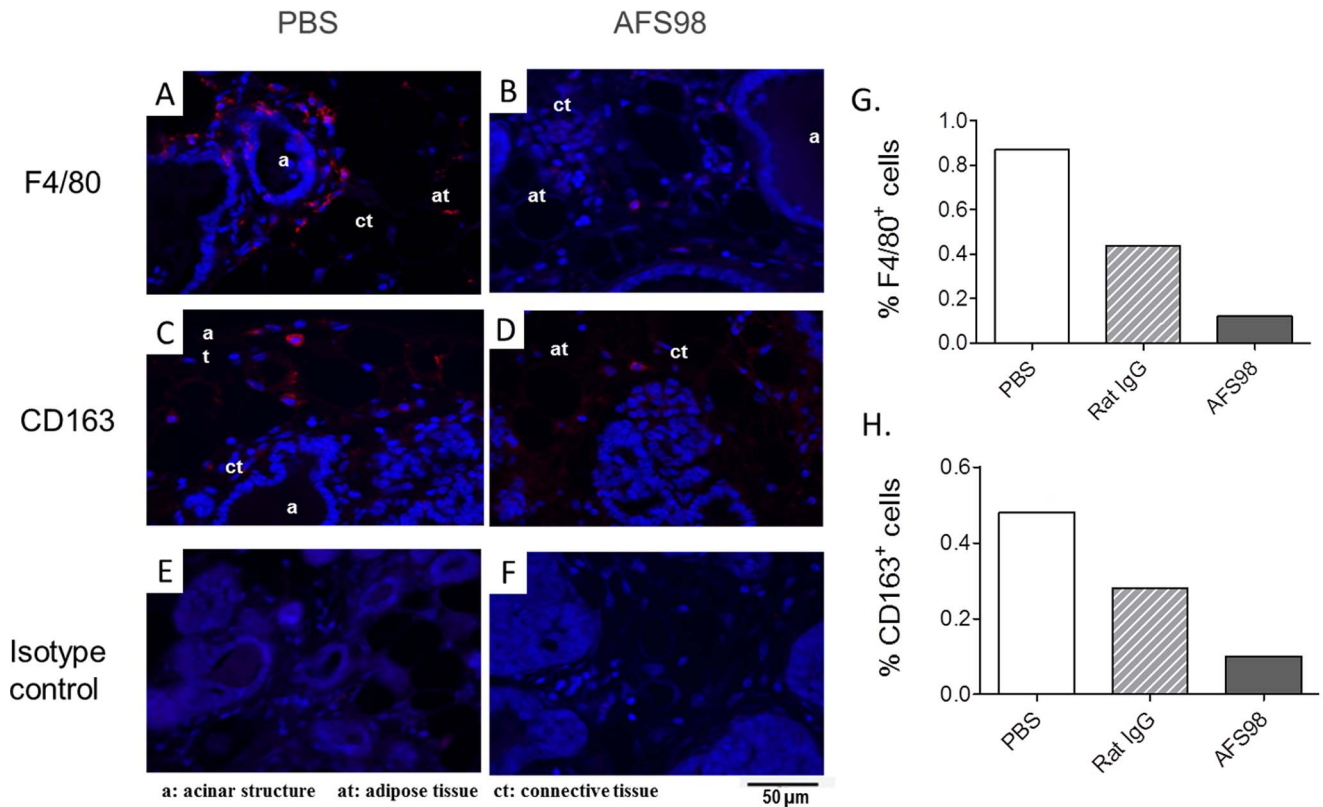 PBS
AFS98
F4/80
CD163
Isotype
control
A
a
at
ct
B
ct
a
at
C
a
t
ct
a
D
at
ct
E
F
a: acinar structure at: adipose tissue ct: connective tissue
50 µm
G.
% F4/80⁺ cells
1.0
0.8
0.6
0.4
0.2
0.0
PBS
Rat IgG
AFS98
H.
% CD163⁺ cells
0.6
0.4
0.2
0.0
PBS
Rat IgG
AFS98